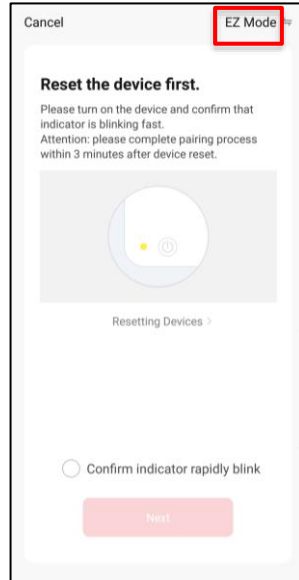 Cancel
EZ Mode
Reset the device first.
Please turn on the device and confirm that
indicator is blinking fast.
Attention: please complete pairing process
within 3 minutes after device reset.
Resetting Devices >
Confirm indicator rapidly blink
Next